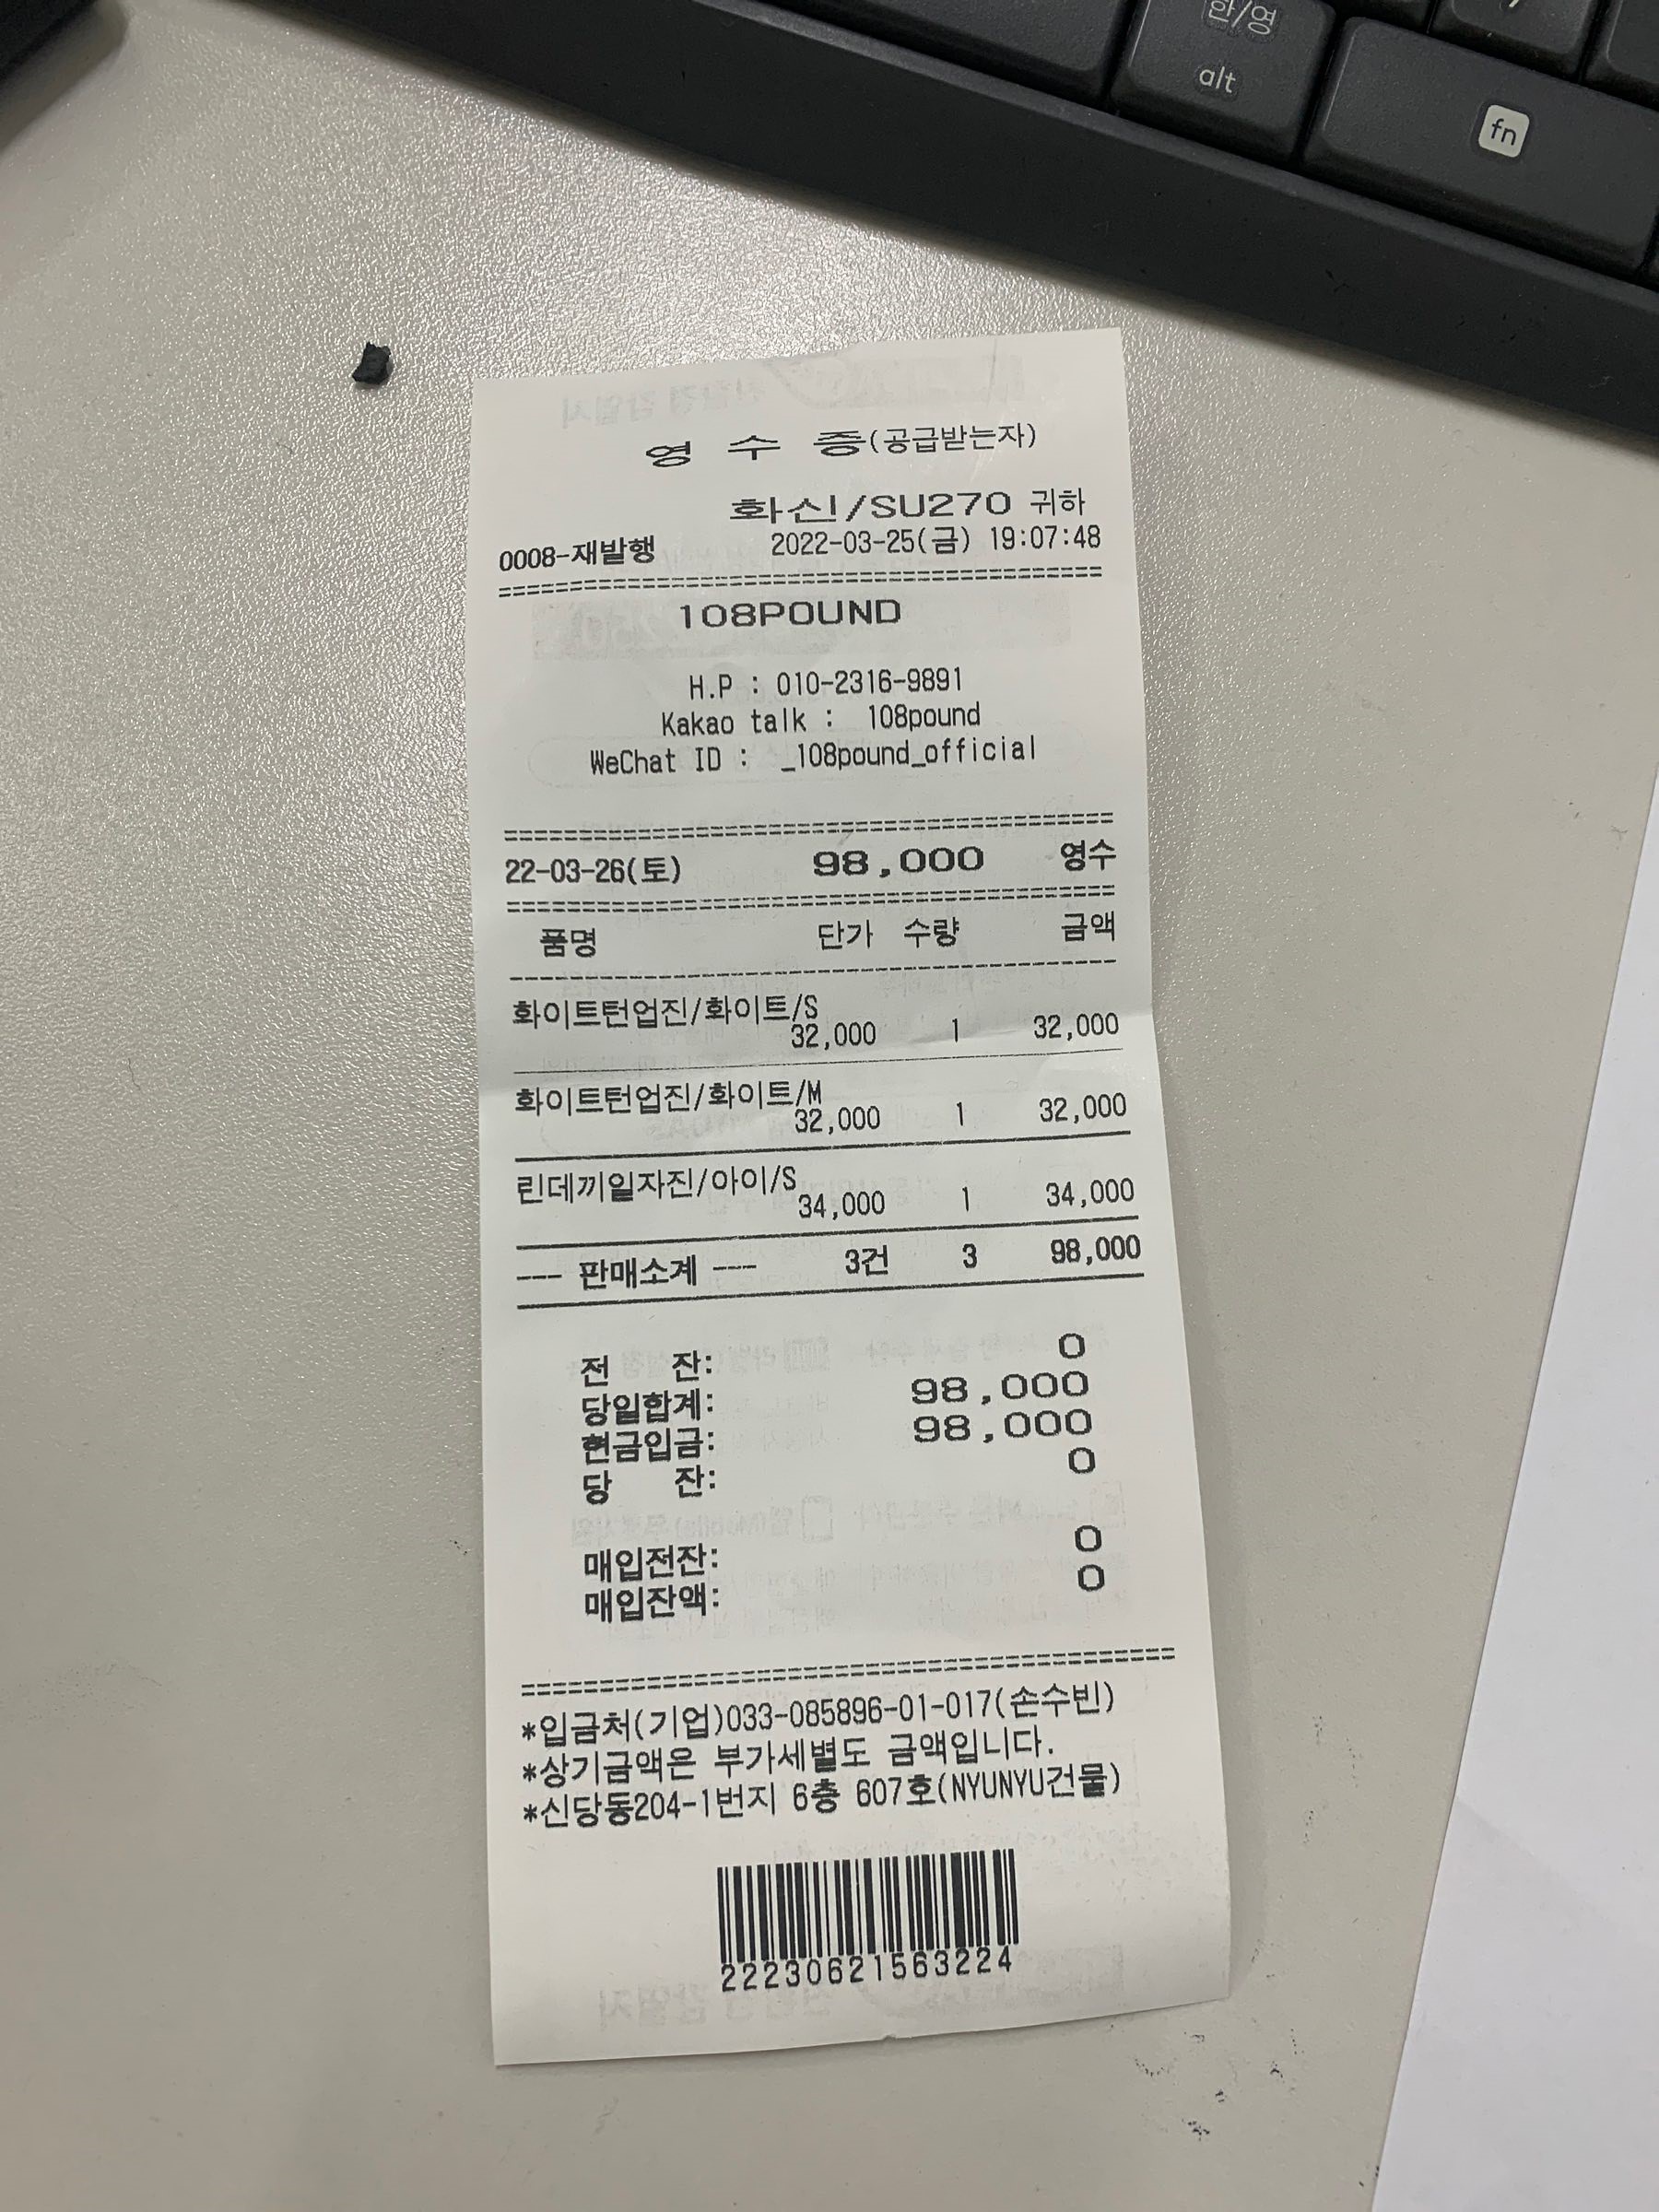 한/영
alt
fn
영 수 증(공급받는자)
화신/SU270 귀하
0008-재발행 2022-03-25(금) 19:07:48
==========================================
108POUND
H.P : 010-2316-9891
Kakao talk : 108pound
WeChat ID : _108pound_official
==========================================
22-03-26(토) 98,000 영수
==========================================
품명 단가 수량 금액
------------------------------------------
화이트턴업진/화이트/S
32,000 1 32,000
화이트턴업진/화이트/M
32,000 1 32,000
린데끼일자진/아이/S
34,000 1 34,000
--- 판매소계 --- 3건 3 98,000
전 잔: 0
당일합계: 98,000
현금입금: 98,000
당 잔: 0
매입전잔: 0
매입잔액: 0
==========================================
*입금처(기업)033-085896-01-017(손수빈)
*상기금액은 부가세별도 금액입니다.
*신당동204-1번지 6층 607호(NYUNYU건물)
22230621563224